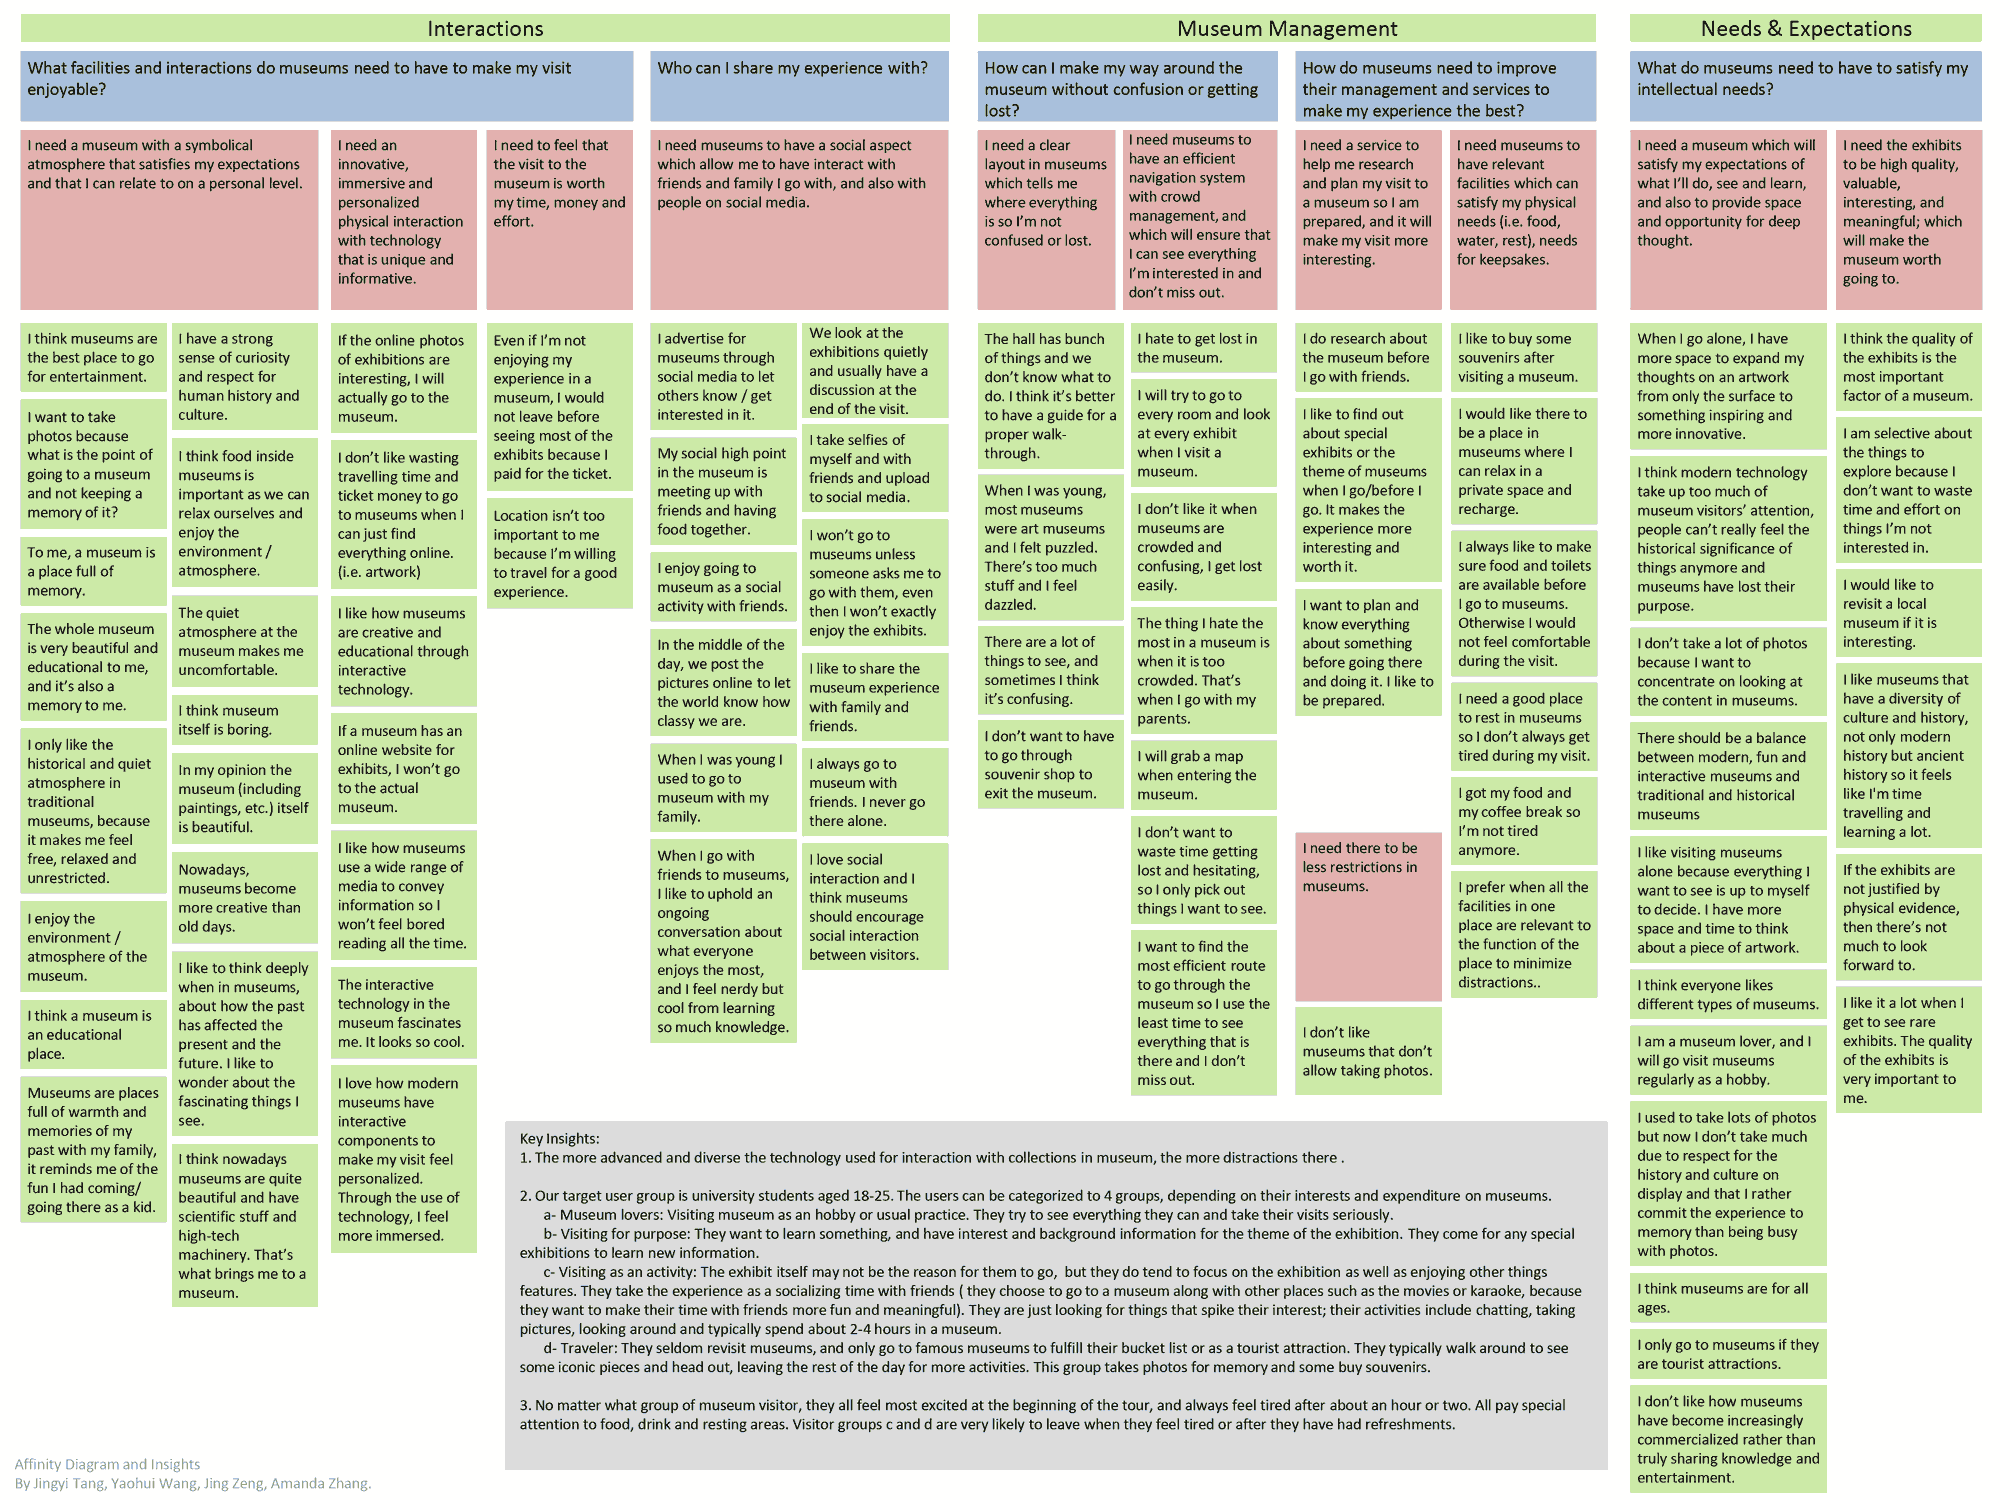 Interactions
What facilities and interactions do museums need to have to make my visit
enjoyable?
I need a museum with a symbolical
atmosphere that satisfies my expectations
and that I can relate to on a personal level.
I think museums are
the best place to go
for entertainment.
I want to take
photos because
what is the point of
going to a museum
and not keeping a
memory of it?
To me, a museum is
a place full of
memory.
The whole museum
is very beautiful and
educational to me,
and it's also a
memory to me.
I only like the
historical and quiet
atmosphere in
traditional
museums, because
it makes me feel
free, relaxed and
unrestricted.
I enjoy the
environment /
atmosphere of the
museum.
I think a museum is
an educational
place.
Museums are places
full of warmth and
memories of my
past with my family,
it reminds me of the
fun I had coming/
going there as a kid.
I have a strong
sense of curiosity
and respect for
human history and
culture.
I think food inside
museums is
important as we can
relax ourselves and
enjoy the
environment /
atmosphere.
The quiet
atmosphere at the
museum makes me
uncomfortable.
I think museum
itself is boring.
In my opinion the
museum (including
paintings, etc.) itself
is beautiful.
Nowadays,
museums become
more creative than
old days.
I like to think deeply
when in museums,
about how the past
has affected the
present and the
future. I like to
wonder about the
fascinating things I
see.
I think nowadays
museums are quite
beautiful and have
scientific stuff and
high-tech
machinery. That's
what brings me to a
museum.
I need an
innovative,
immersive and
personalized
physical interaction
with technology
that is unique and
informative.
If the online photos
of exhibitions are
interesting, I will
actually go to the
museum.
I don't like wasting
travelling time and
ticket money to go
to museums when I
can just find
everything online.
(i.e. artwork)
I like how museums
are creative and
educational through
interactive
technology.
If a museum has an
online website for
exhibits, I won't go
to the actual
museum.
I like how museums
use a wide range of
media to convey
information so I
won't feel bored
reading all the time.
The interactive
technology in the
museum fascinates
me. It looks so cool.
I love how modern
museums have
interactive
components to
make my visit feel
personalized.
Through the use of
technology, I feel
more immersed.
I need to feel that
the visit to the
museum is worth
my time, money and
effort.
Even if I'm not
enjoying my
experience in a
museum, I would
not leave before
seeing most of the
exhibits because I
paid for the ticket.
Location isn't too
important to me
because I'm willing
to travel for a good
experience.
Who can I share my experience with?
I need museums to have a social aspect
which allow me to have interact with
friends and family I go with, and also with
people on social media.
I advertise for
museums through
social media to let
others know / get
interested in it.
My social high point
in the museum is
meeting up with
friends and having
food together.
I enjoy going to
museum as a social
activity with friends.
In the middle of the
day, we post the
pictures online to let
the world know how
classy we are.
When I was young I
used to go to
museum with my
family.
When I go with
friends to museums,
I like to uphold an
ongoing
conversation about
what everyone
enjoys the most,
and I feel nerdy but
cool from learning
so much knowledge.
We look at the
exhibitions quietly
and usually have a
discussion at the
end of the visit.
I take selfies of
myself and with
friends and upload
to social media.
I won't go to
museums unless
someone asks me to
go with them, even
then I won't exactly
enjoy the exhibits.
I like to share the
museum experience
with family and
friends.
I always go to
museum with
friends. I never go
there alone.
I love social
interaction and I
think museums
should encourage
social interaction
between visitors.
Museum Management
How can I make my way around the
museum without confusion or getting
lost?
I need a clear
layout in museums
which tells me
where everything
is so I'm not
confused or lost.
The hall has bunch
of things and we
don't know what to
do. I think it's better
to have a guide for a
proper walk-
through.
When I was young,
most museums
were art museums
and I felt puzzled.
There's too much
stuff and I feel
dazzled.
There are a lot of
things to see, and
sometimes I think
it's confusing.
I don't want to have
to go through
souvenir shop to
exit the museum.
I need museums to
have an efficient
navigation system
with crowd
management, and
which will ensure that
I can see everything
I'm interested in and
don't miss out.
I hate to get lost in
the museum.
I will try to go to
every room and look
at every exhibit
when I visit a
museum.
I don't like it when
museums are
crowded and
confusing, I get lost
easily.
The thing I hate the
most in a museum is
when it is too
crowded. That's
when I go with my
parents.
I will grab a map
when entering the
museum.
I don't want to
waste time getting
lost and hesitating,
so I only pick out
things I want to see.
I want to find the
most efficient route
to go through the
museum so I use the
least time to see
everything that is
there and I don't
miss out.
How do museums need to improve
their management and services to
make my experience the best?
I need a service to
help me research
and plan my visit to
a museum so I am
prepared, and it will
make my visit more
interesting.
I do research about
the museum before
I go with friends.
I like to find out
about special
exhibits or the
theme of museums
when I go/before I
go. It makes the
experience more
interesting and
worth it.
I want to plan and
know everything
about something
before going there
and doing it. I like to
be prepared.
I need there to be
less restrictions in
museums.
I don't like
museums that don't
allow taking photos.
I need museums to
have relevant
facilities which can
satisfy my physical
needs (i.e. food,
water, rest), needs
for keepsakes.
I like to buy some
souvenirs after
visiting a museum.
I would like there to
be a place in
museums where I
can relax in a
private space and
recharge.
I always like to make
sure food and toilets
are available before
I go to museums.
Otherwise I would
not feel comfortable
during the visit.
I need a good place
to rest in museums
so I don't always get
tired during my visit.
I got my food and
my coffee break so
I'm not tired
anymore.
I prefer when all the
facilities in one
place are relevant to
the function of the
place to minimize
distractions..
Needs & Expectations
What do museums need to have to satisfy my
intellectual needs?
I need a museum which will
satisfy my expectations of
what I'll do, see and learn,
and also to provide space
and opportunity for deep
thought.
When I go alone, I have
more space to expand my
thoughts on an artwork
from only the surface to
something inspiring and
more innovative.
I think modern technology
take up too much of
museum visitors' attention,
people can't really feel the
historical significance of
things anymore and
museums have lost their
purpose.
I don't take a lot of photos
because I want to
concentrate on looking at
the content in museums.
There should be a balance
between modern, fun and
interactive museums and
traditional and historical
museums
I like visiting museums
alone because everything I
want to see is up to myself
to decide. I have more
space and time to think
about a piece of artwork.
I think everyone likes
different types of museums.
I am a museum lover, and I
will go visit museums
regularly as a hobby.
I used to take lots of photos
but now I don't take much
due to respect for the
history and culture on
display and that I rather
commit the experience to
memory than being busy
with photos.
I think museums are for all
ages.
I only go to museums if they
are tourist attractions.
I don't like how museums
have become increasingly
commercialized rather than
truly sharing knowledge and
entertainment.
I need the exhibits
to be high quality,
valuable,
interesting, and
meaningful; which
will make the
museum worth
going to.
I think the quality of
the exhibits is the
most important
factor of a museum.
I am selective about
the things to
explore because I
don't want to waste
time and effort on
things I'm not
interested in.
I would like to
revisit a local
museum if it is
interesting.
I like museums that
have a diversity of
culture and history,
not only modern
history but ancient
history so it feels
like I'm time
travelling and
learning a lot.
If the exhibits are
not justified by
physical evidence,
then there's not
much to look
forward to.
I like it a lot when I
get to see rare
exhibits. The quality
of the exhibits is
very important to
me.
Key Insights:
1. The more advanced and diverse the technology used for interaction with collections in museum, the more distractions there .
2. Our target user group is university students aged 18-25. The users can be categorized to 4 groups, depending on their interests and expenditure on museums.
a- Museum lovers: Visiting museum as an hobby or usual practice. They try to see everything they can and take their visits seriously.
b- Visiting for purpose: They want to learn something, and have interest and background information for the theme of the exhibition. They come for any special
exhibitions to learn new information.
c- Visiting as an activity: The exhibit itself may not be the reason for them to go, but they do tend to focus on the exhibition as well as enjoying other things
features. They take the experience as a socializing time with friends ( they choose to go to a museum along with other places such as the movies or karaoke, because
they want to make their time with friends more fun and meaningful). They are just looking for things that spike their interest; their activities include chatting, taking
pictures, looking around and typically spend about 2-4 hours in a museum.
d- Traveler: They seldom revisit museums, and only go to famous museums to fulfill their bucket list or as a tourist attraction. They typically walk around to see
some iconic pieces and head out, leaving the rest of the day for more activities. This group takes photos for memory and some buy souvenirs.
3. No matter what group of museum visitor, they all feel most excited at the beginning of the tour, and always feel tired after about an hour or two. All pay special
attention to food, drink and resting areas. Visitor groups c and d are very likely to leave when they feel tired or after they have had refreshments.
Affinity Diagram and Insights
By Jingyi Tang, Yaohui Wang, Jing Zeng, Amanda Zhang.